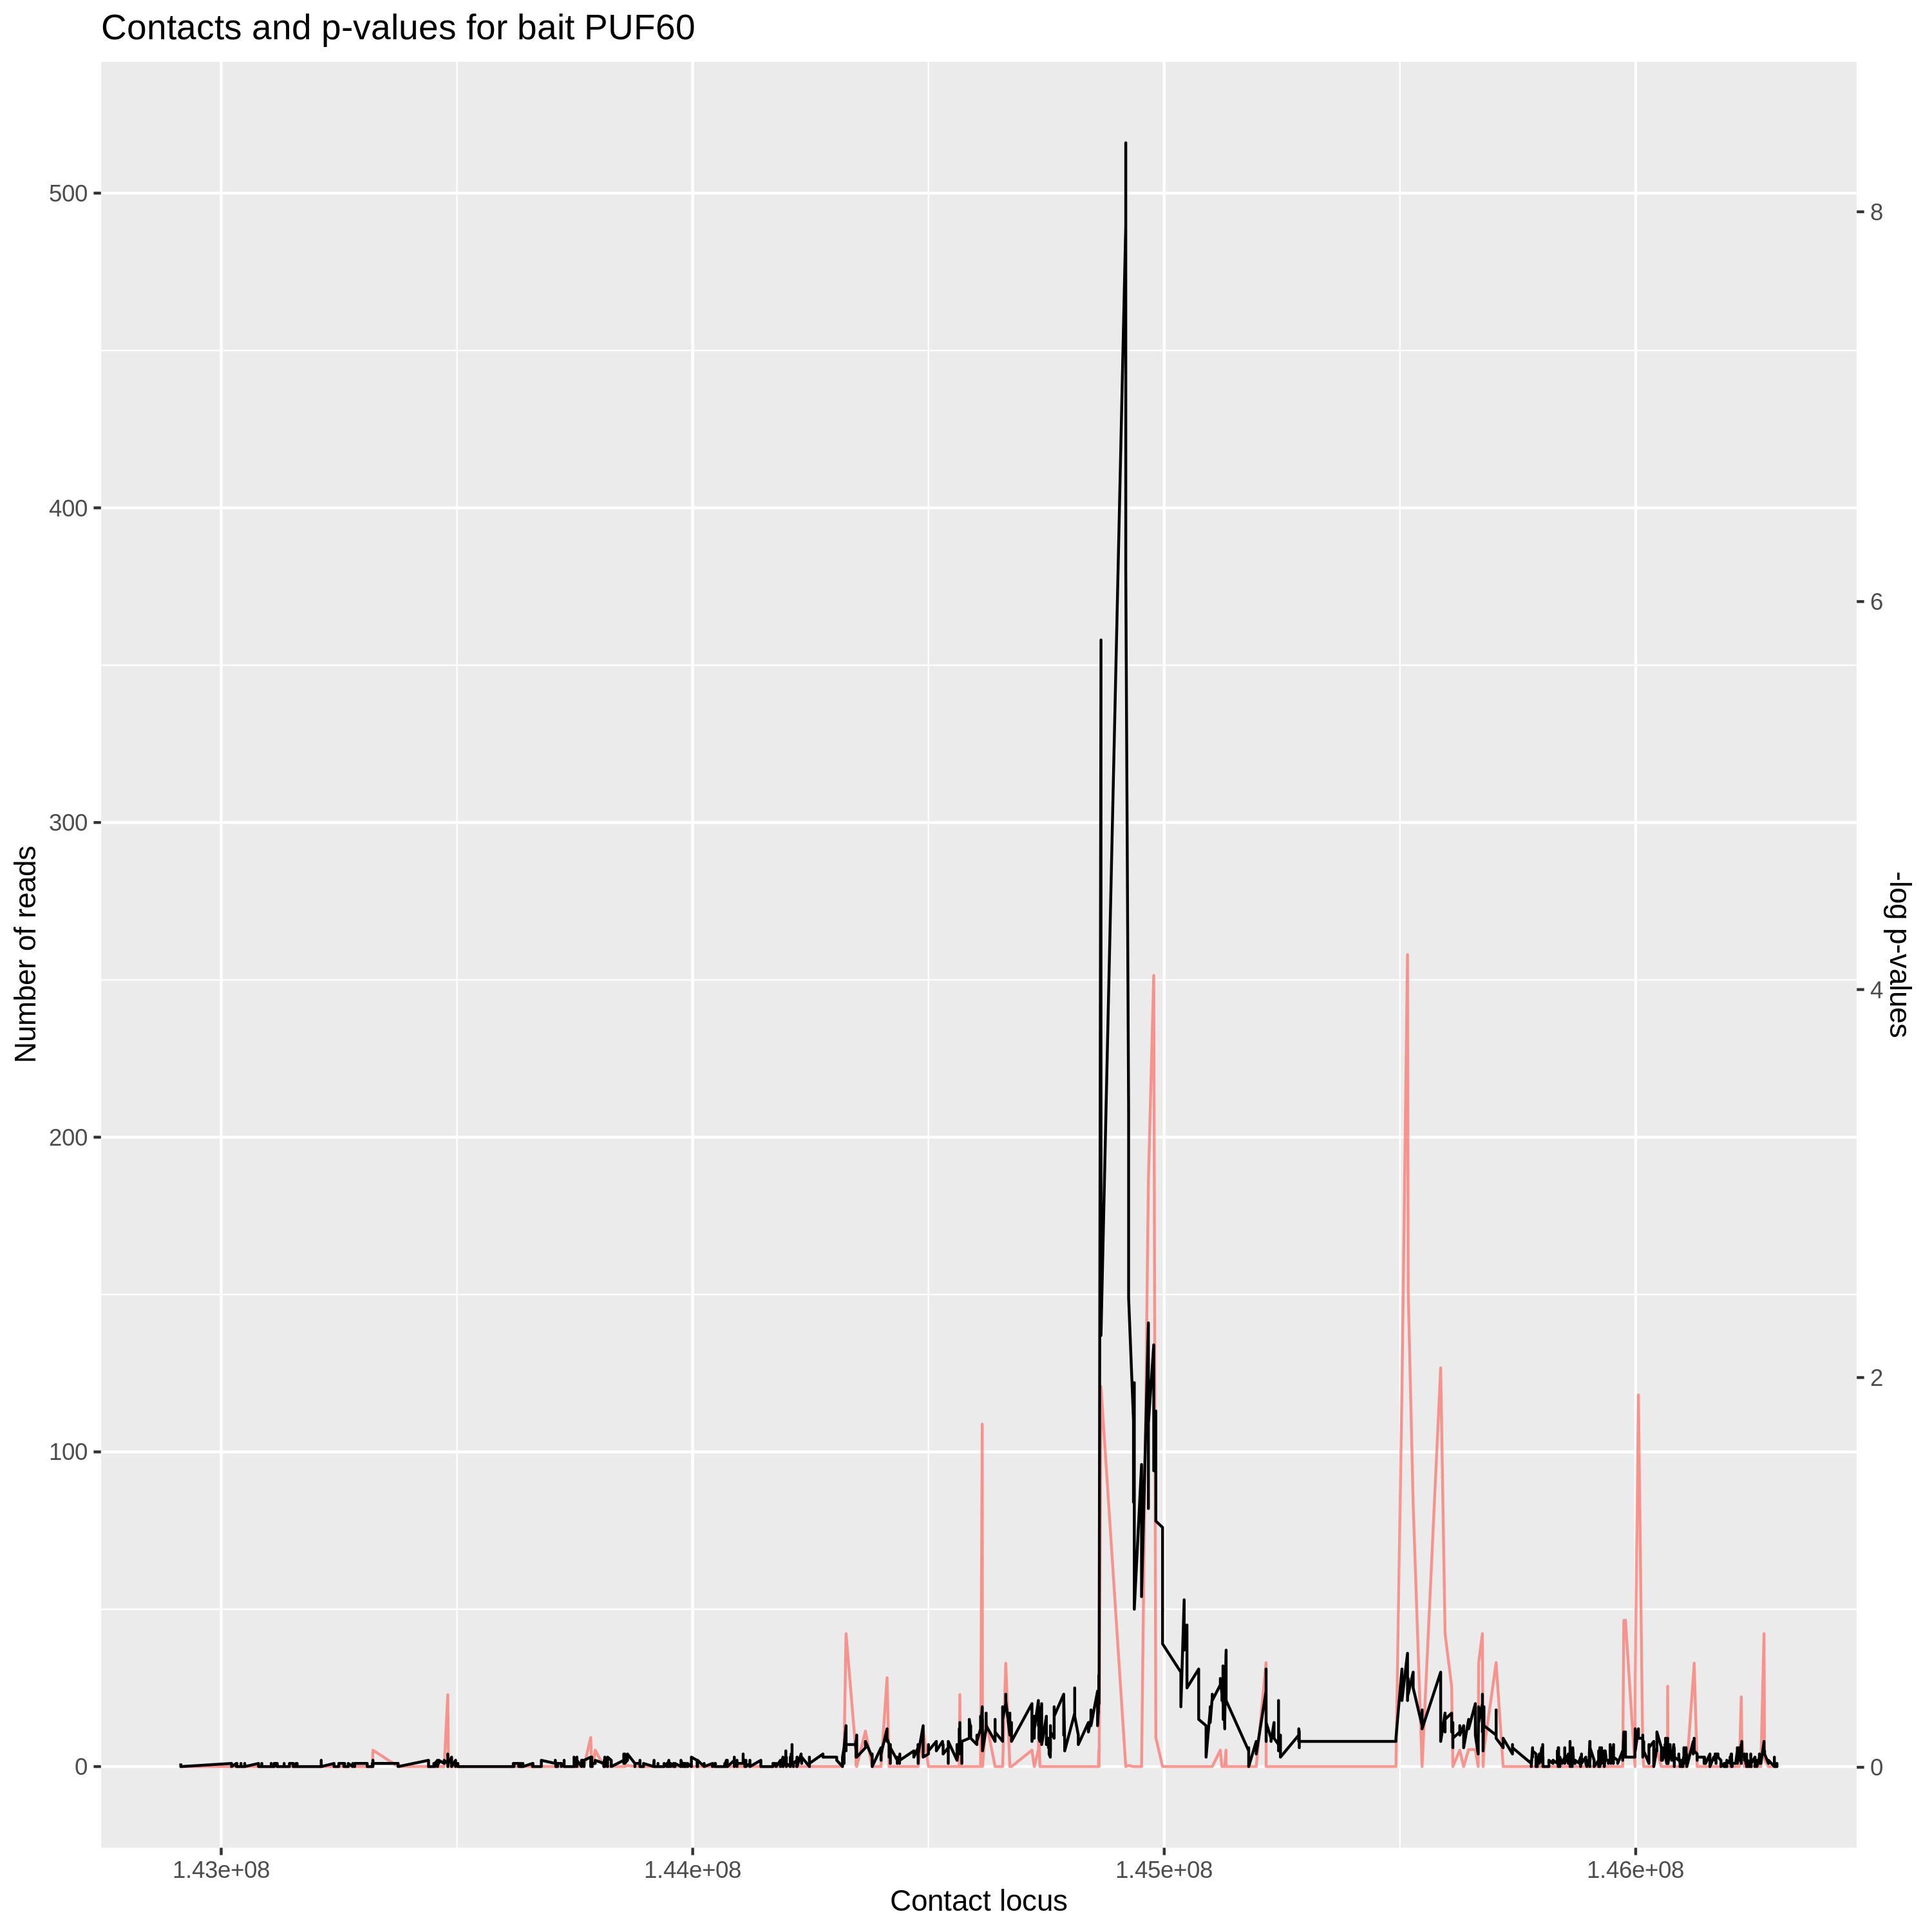 Contacts and p-values for bait PUF60
500
400
300
200
100
0
Number of reads
8
6
4
2
0
-log p-values
1.43e+08
1.44e+08
1.45e+08
1.46e+08
Contact locus